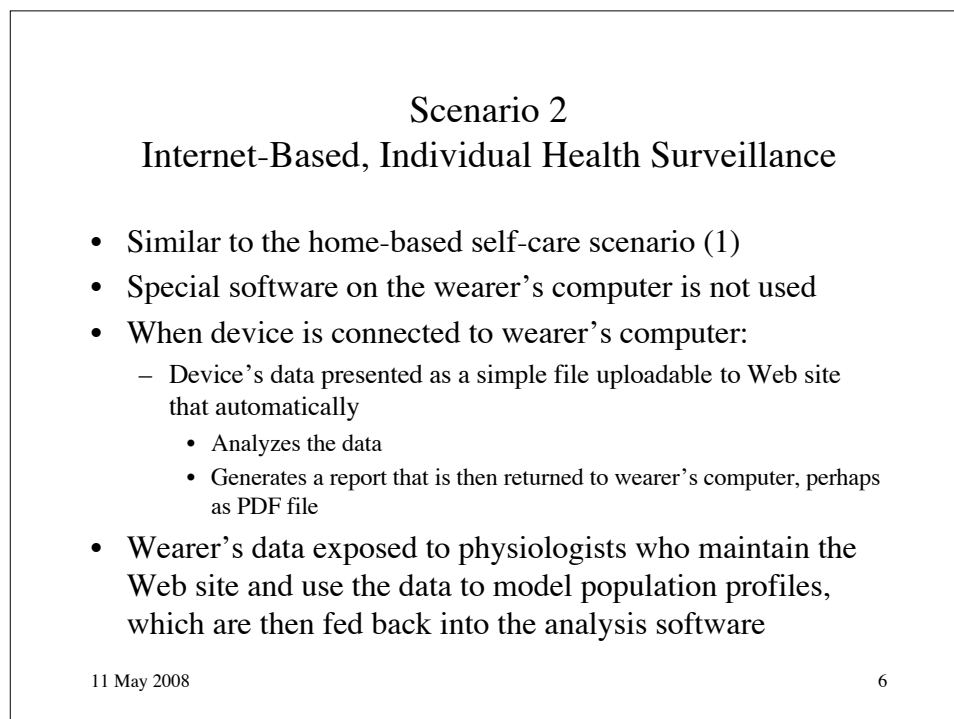 Scenario 2
Internet-Based, Individual Health Surveillance
• Similar to the home-based self-care scenario (1)
• Special software on the wearer’s computer is not used
• When device is connected to wearer’s computer:
– Device’s data presented as a simple file uploadable to Web site
that automatically
• Analyzes the data
• Generates a report that is then returned to wearer’s computer, perhaps
as PDF file
• Wearer’s data exposed to physiologists who maintain the
Web site and use the data to model population profiles,
which are then fed back into the analysis software
11 May 2008
6